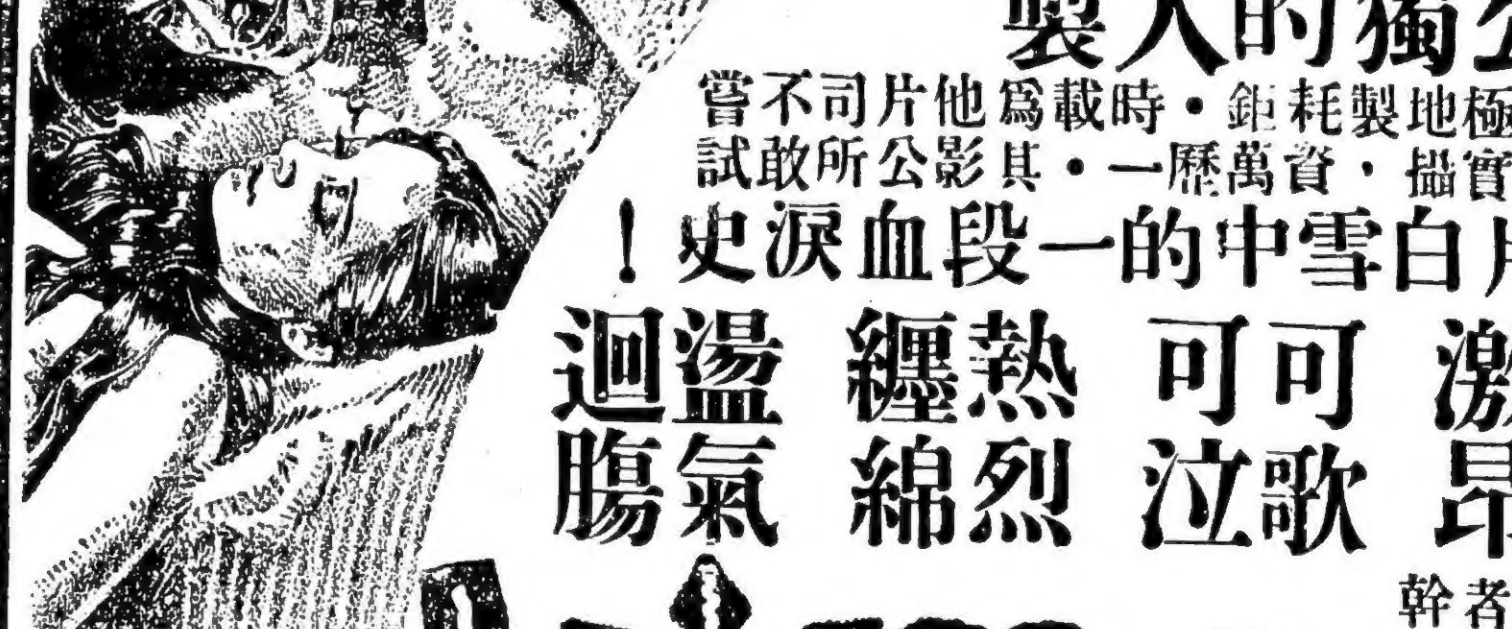 獨的人製
極實地攝製，耗資鉅萬・歷時一載・爲其他影片公司所不敢嘗試
白雪中的一段血淚史！
激昂 可歌可泣 熱烈纏綿 盪氣迴腸
者幹